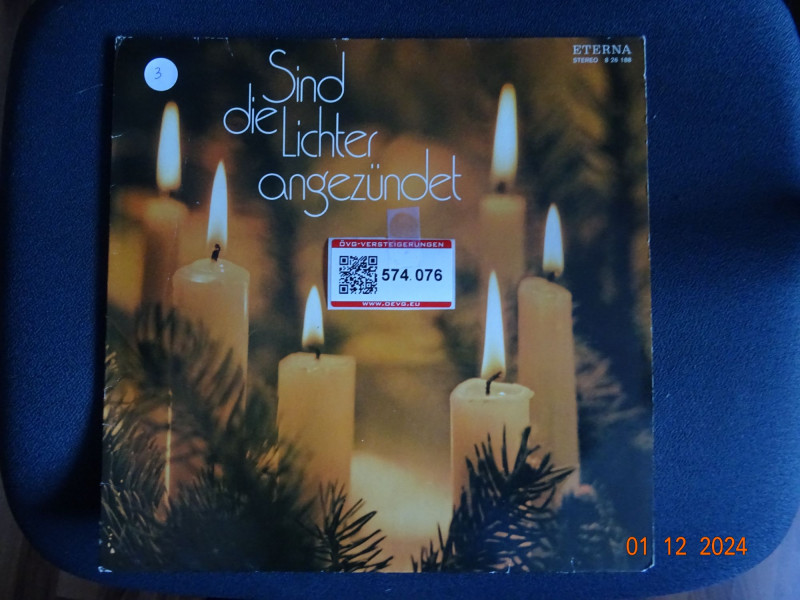 3
Sind
die Lichter
angezündet
ETERNA
STEREO 8 26 166
ÖVG-VERSTEIGERUNGEN
574.076
WWW.OEVG.EU
01 12 2024